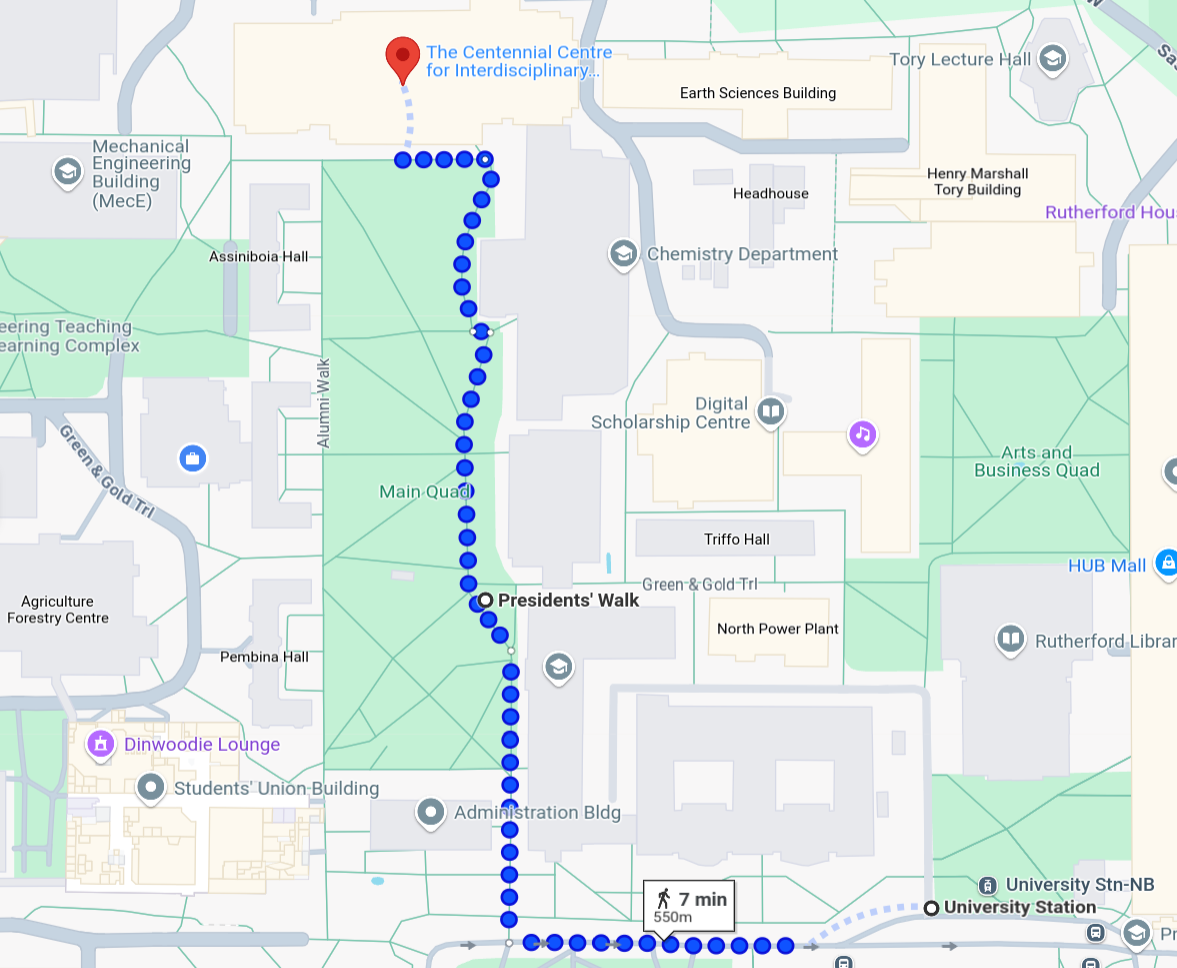 W
Sas
The Centennial Centre
for Interdisciplinary...
Tory Lecture Hall
Earth Sciences Building
Mechanical
Engineering
Building
(MecE)
Henry Marshall
Tory Building
Headhouse
Rutherford Hous
Assiniboia Hall
Chemistry Department
eering Teaching
earning Complex
Alumni Walk
Digital
Scholarship Centre
Green & Gold Trl
Arts and
Business Quad
Main Quad
Triffo Hall
HUB Mall
Green & Gold Trl
Agriculture
Forestry Centre
Presidents' Walk
North Power Plant
Rutherford Librar
Pembina Hall
Dinwoodie Lounge
Students' Union Building
Administration Bldg
7 min
550m
University Stn-NB
University Station
Pr